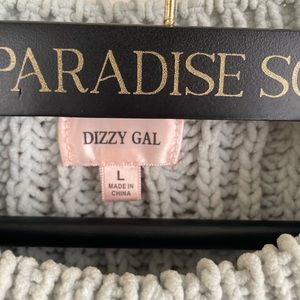 PARADISE SO
DIZZY GAL
L
MADE IN
CHINA